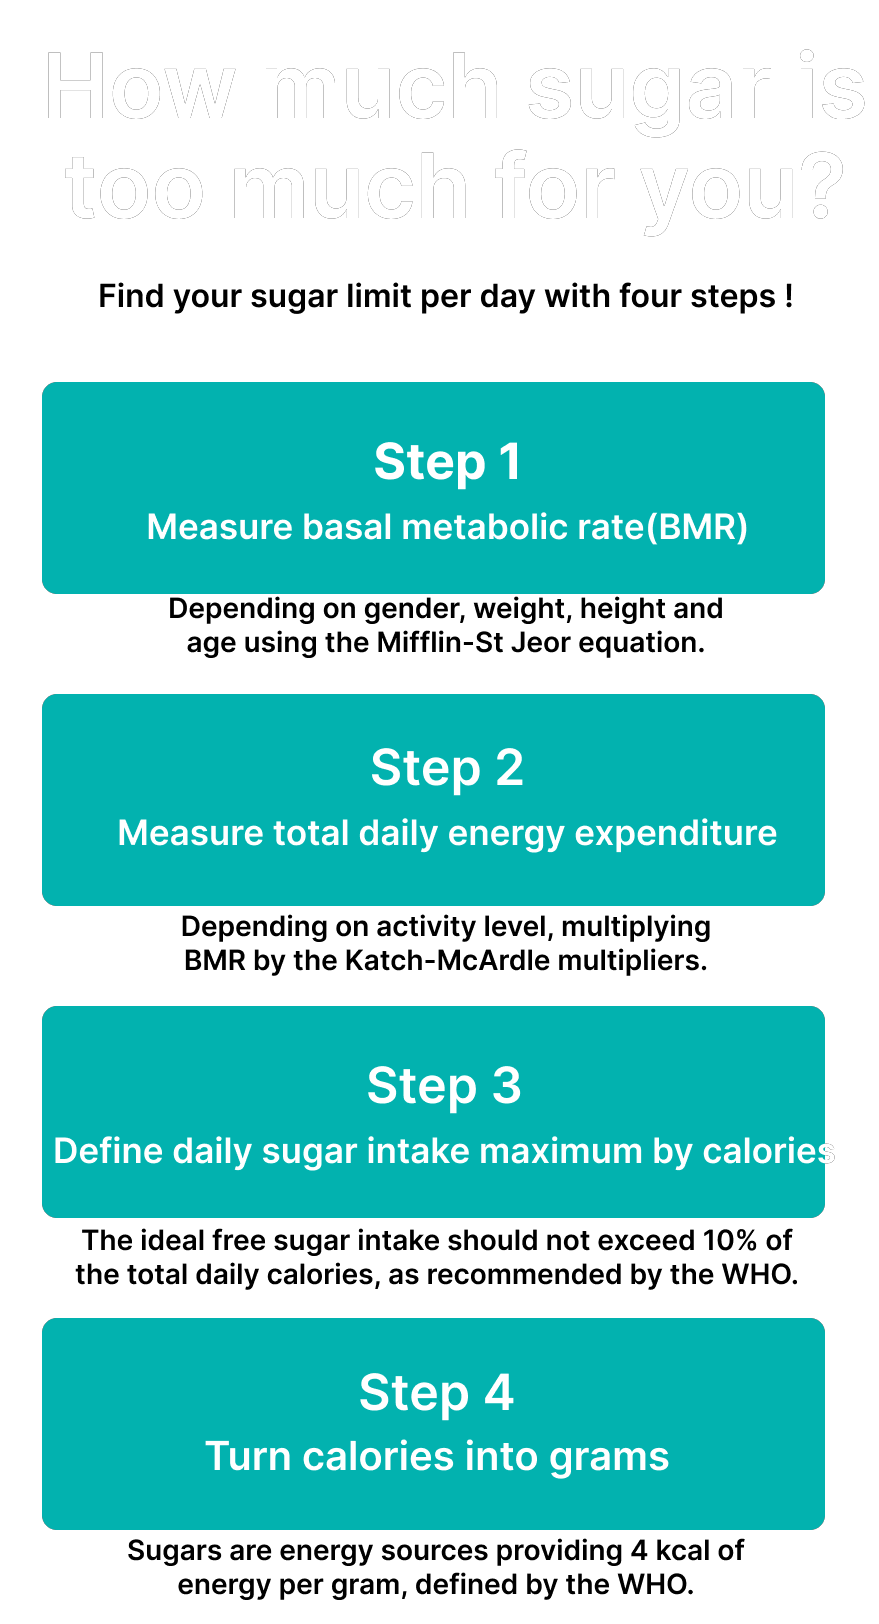 How much sugar is
too much for you?
Find your sugar limit per day with four steps !
Step 1
Measure basal metabolic rate(BMR)
Depending on gender, weight, height and
age using the Mifflin-St Jeor equation.
Step 2
Measure total daily energy expenditure
Depending on activity level, multiplying
BMR by the Katch-McArdle multipliers.
Step 3
Define daily sugar intake maximum by calories
The ideal free sugar intake should not exceed 10% of
the total daily calories, as recommended by the WHO.
Step 4
Turn calories into grams
Sugars are energy sources providing 4 kcal of
energy per gram, defined by the WHO.